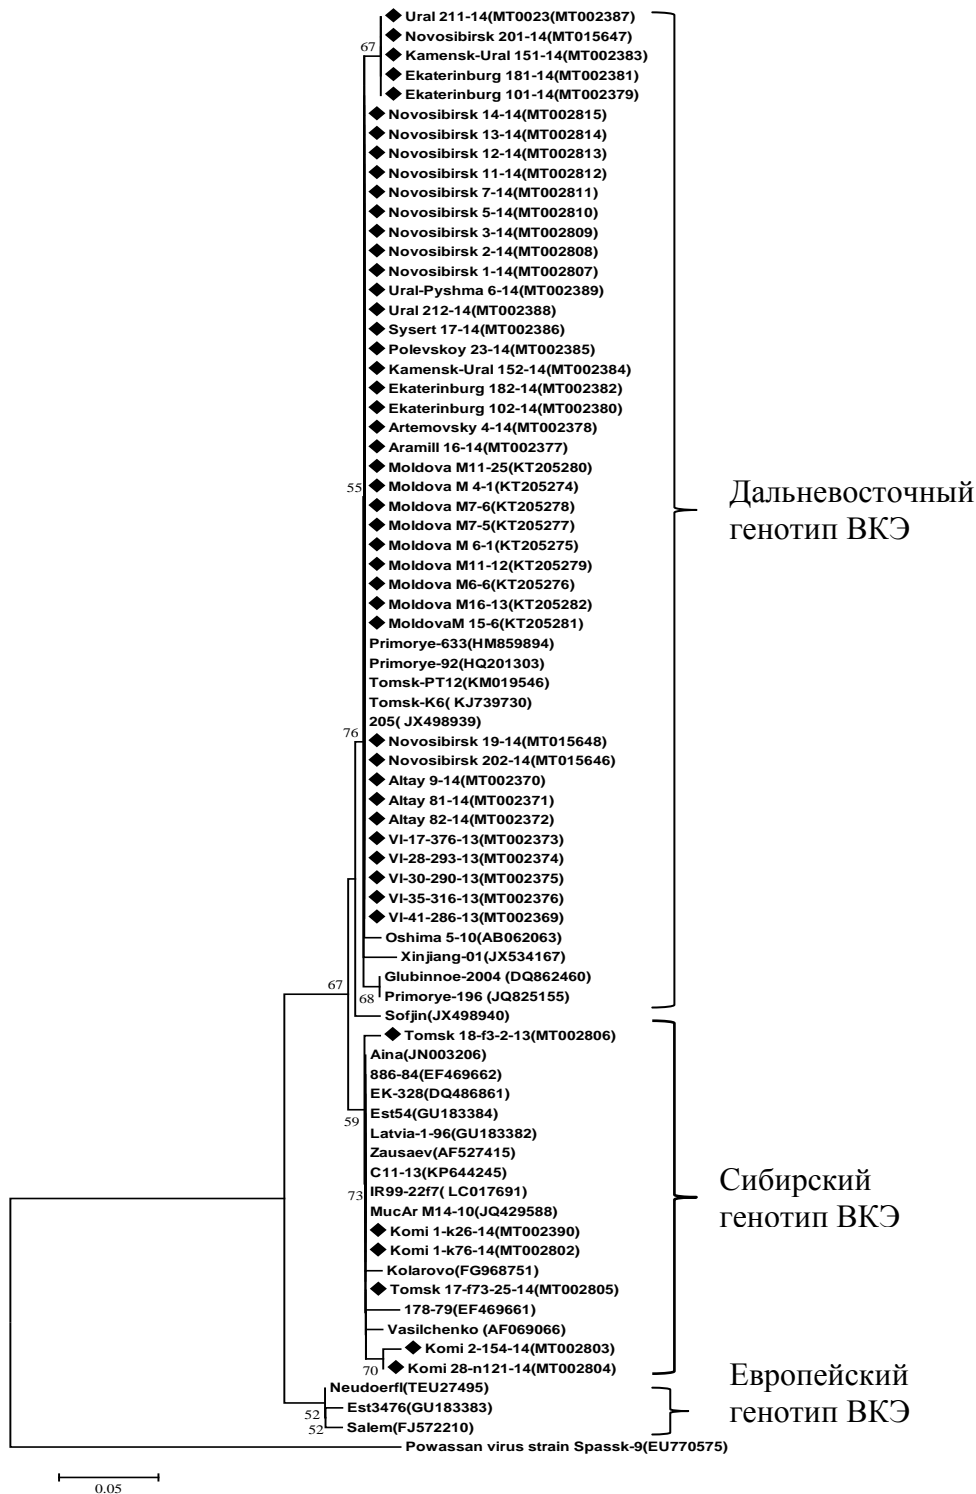 Ural 211-14(MT0023(MT002387)
Novosibirsk 201-14(MT015647)
67
Kamensk-Ural 151-14(MT002383)
Ekaterinburg 181-14(MT002381)
Ekaterinburg 101-14(MT002379)
Novosibirsk 14-14(MT002815)
Novosibirsk 13-14(MT002814)
Novosibirsk 12-14(MT002813)
Novosibirsk 11-14(MT002812)
Novosibirsk 7-14(MT002811)
Novosibirsk 5-14(MT002810)
Novosibirsk 3-14(MT002809)
Novosibirsk 2-14(MT002808)
Novosibirsk 1-14(MT002807)
Ural-Pyshma 6-14(MT002389)
Ural 212-14(MT002388)
Sysert 17-14(MT002386)
Polevskoy 23-14(MT002385)
Kamensk-Ural 152-14(MT002384)
Ekaterinburg 182-14(MT002382)
Ekaterinburg 102-14(MT002380)
Artemovsky 4-14(MT002378)
Aramill 16-14(MT002377)
Moldova M11-25(KT205280)
55
Moldova M 4-1(KT205274)
Moldova M7-6(KT205278)
Moldova M7-5(KT205277)
Moldova M 6-1(KT205275)
Moldova M11-12(KT205279)
Moldova M6-6(KT205276)
Moldova M16-13(KT205282)
MoldovaM 15-6(KT205281)
Primorye-633(HM859894)
Primorye-92(HQ201303)
Tomsk-PT12(KM019546)
Tomsk-K6( KJ739730)
205( JX498939)
76
Novosibirsk 19-14(MT015648)
Novosibirsk 202-14(MT015646)
Altay 9-14(MT002370)
Altay 81-14(MT002371)
Altay 82-14(MT002372)
VI-17-376-13(MT002373)
VI-28-293-13(MT002374)
VI-30-290-13(MT002375)
VI-35-316-13(MT002376)
VI-41-286-13(MT002369)
Oshima 5-10(AB062063)
Xinjiang-01(JX534167)
Glubinnoe-2004 (DQ862460)
67
68
Primorye-196 (JQ825155)
Sofjin(JX498940)
Дальневосточный
генотип ВКЭ
Tomsk 18-f3-2-13(MT002806)
Aina(JN003206)
886-84(EF469662)
EK-328(DQ486861)
Est54(GU183384)
59
Latvia-1-96(GU183382)
Zausaev(AF527415)
C11-13(KP644245)
73
IR99-22f7( LC017691)
MucAr M14-10(JQ429588)
Komi 1-k26-14(MT002390)
Komi 1-k76-14(MT002802)
Kolarovo(FG968751)
Tomsk 17-f73-25-14(MT002805)
178-79(EF469661)
Vasilchenko (AF069066)
Komi 2-154-14(MT002803)
70
Komi 28-n121-14(MT002804)
Сибирский
генотип ВКЭ
Neudoerfl(TEU27495)
52
Est3476(GU183383)
52
Salem(FJ572210)
Европейский
генотип ВКЭ
Powassan virus strain Spassk-9(EU770575)
0.05